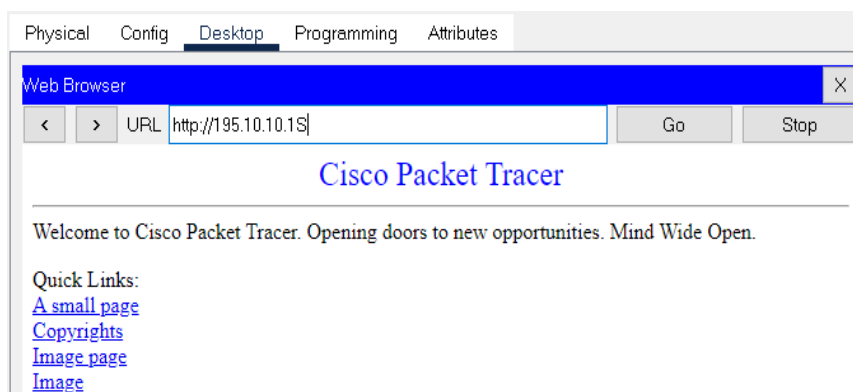 Physical Config Desktop Programming Attributes
Web Browser X
< > URL http://195.10.10.1S Go Stop
Cisco Packet Tracer
Welcome to Cisco Packet Tracer. Opening doors to new opportunities. Mind Wide Open.
Quick Links:
A small page
Copyrights
Image page
Image